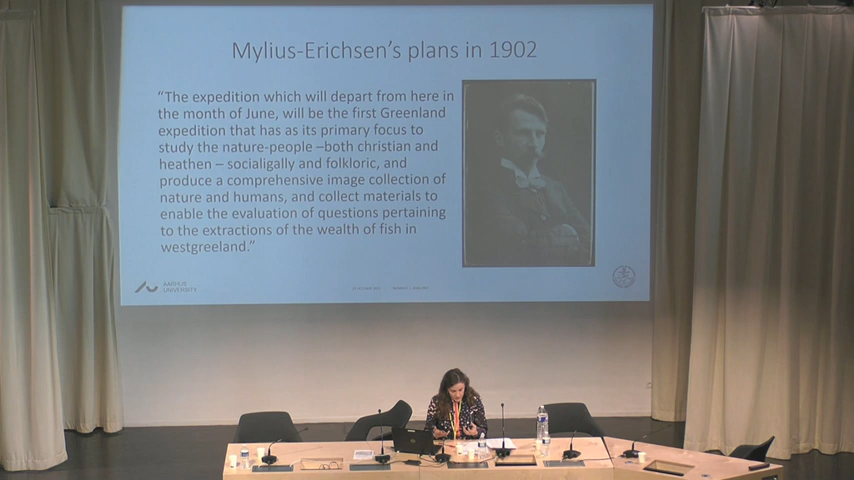 Mylius-Erichsen's plans in 1902
“The expedition which will depart from here in
the month of June, will be the first Greenland
expedition that has as its primary focus to
study the nature-people –both christian and
heathen – socialigally and folkloric, and
produce a comprehensive image collection of
nature and humans, and collect materials to
enable the evaluation of questions pertaining
to the extractions of the wealth of fish in
westgreeland.”
AARHUS
UNIVERSITY